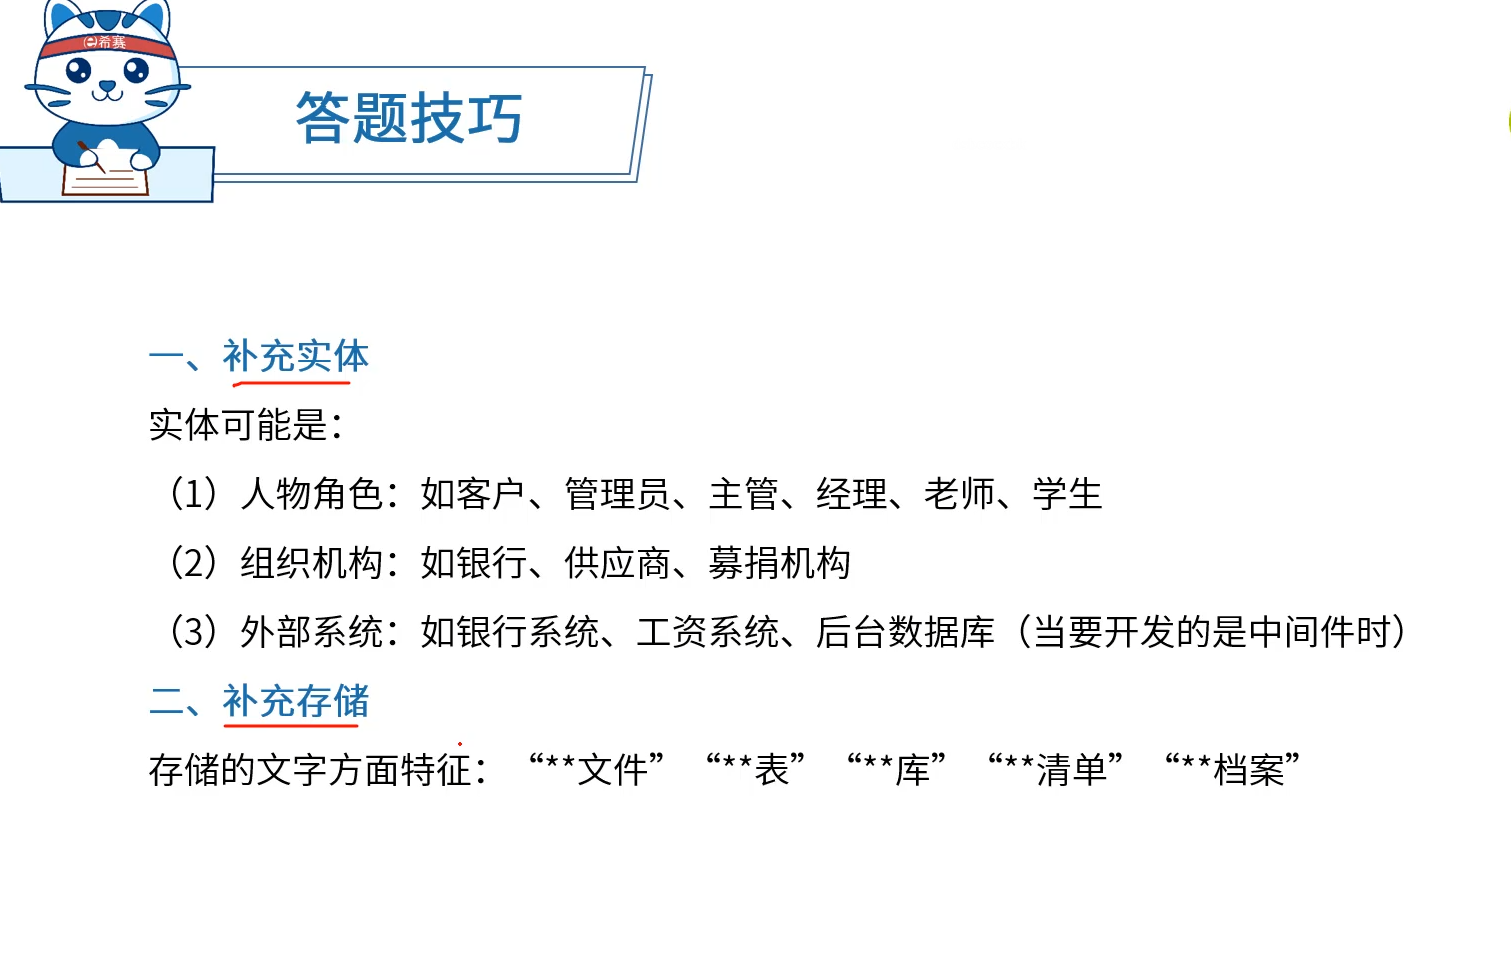 希赛
答题技巧
一、补充实体
实体可能是：
（1）人物角色：如客户、管理员、主管、经理、老师、学生
（2）组织机构：如银行、供应商、募捐机构
（3）外部系统：如银行系统、工资系统、后台数据库（当要开发的是中间件时）
二、补充存储
存储的文字方面特征：“**文件”“**表”“**库”“**清单”“**档案”